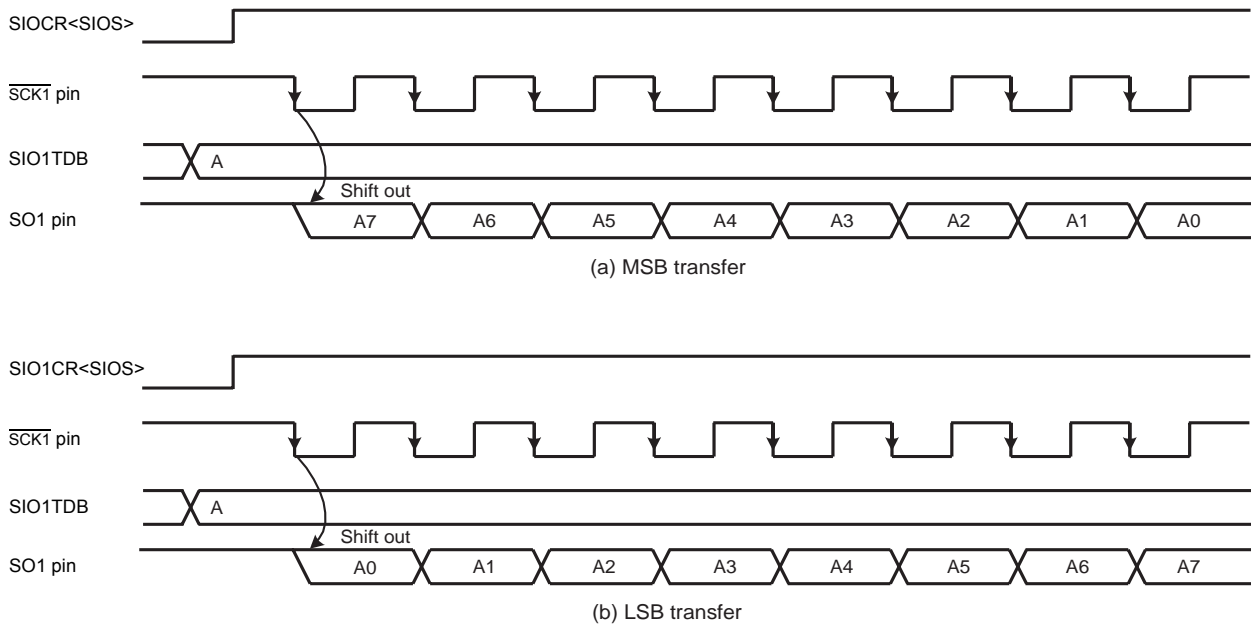 SIOCR<SIOS>
SCK1 pin
SIO1TDB
A
Shift out
SO1 pin
A7 A6 A5 A4 A3 A2 A1 A0
(a) MSB transfer
SIO1CR<SIOS>
SCK1 pin
SIO1TDB
A
Shift out
SO1 pin
A0 A1 A2 A3 A4 A5 A6 A7
(b) LSB transfer